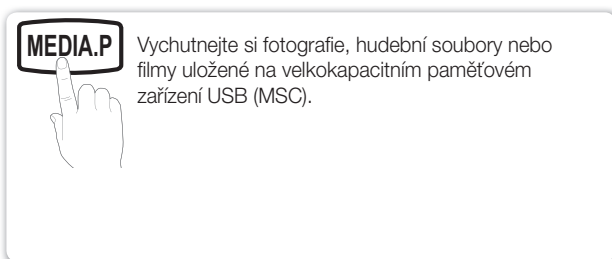 MEDIA.P
Vychutnejte si fotografie, hudební soubory nebo
filmy uložené na velkokapacitním paměťovém
zařízení USB (MSC).